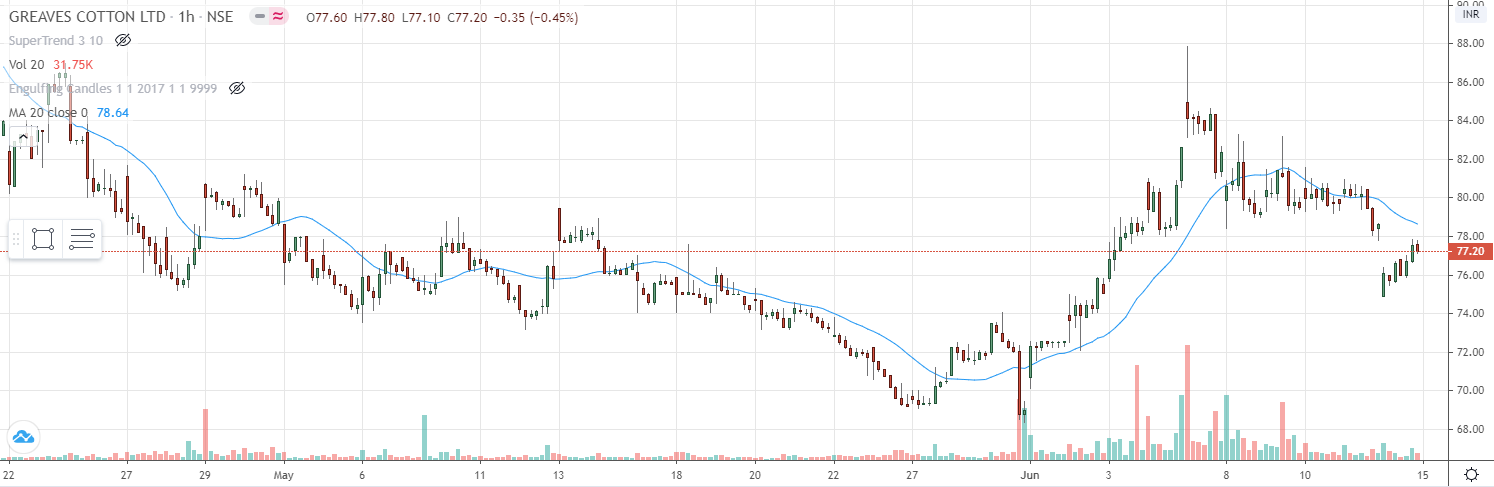 GREAVES COTTON LTD · 1h · NSE O77.60 H77.80 L77.10 C77.20 −0.35 (−0.45%)
SuperTrend 3 10
Vol 20 31.75K
Engulfing Candles 1 1 2017 1 1 9999
MA 20 close 0 78.64
90.00
INR
88.00
86.00
84.00
82.00
80.00
78.00
77.20
76.00
74.00
72.00
70.00
68.00
22 27 29 May 6 11 13 18 20 25 27 Jun 3 8 10 15